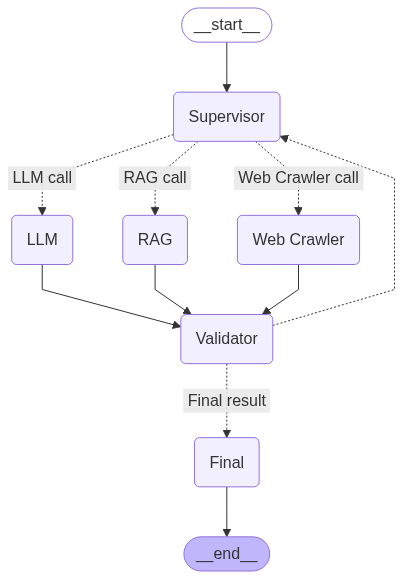 __start__
Supervisor
LLM call
RAG call
Web Crawler call
LLM
RAG
Web Crawler
Validator
Final result
Final
__end__